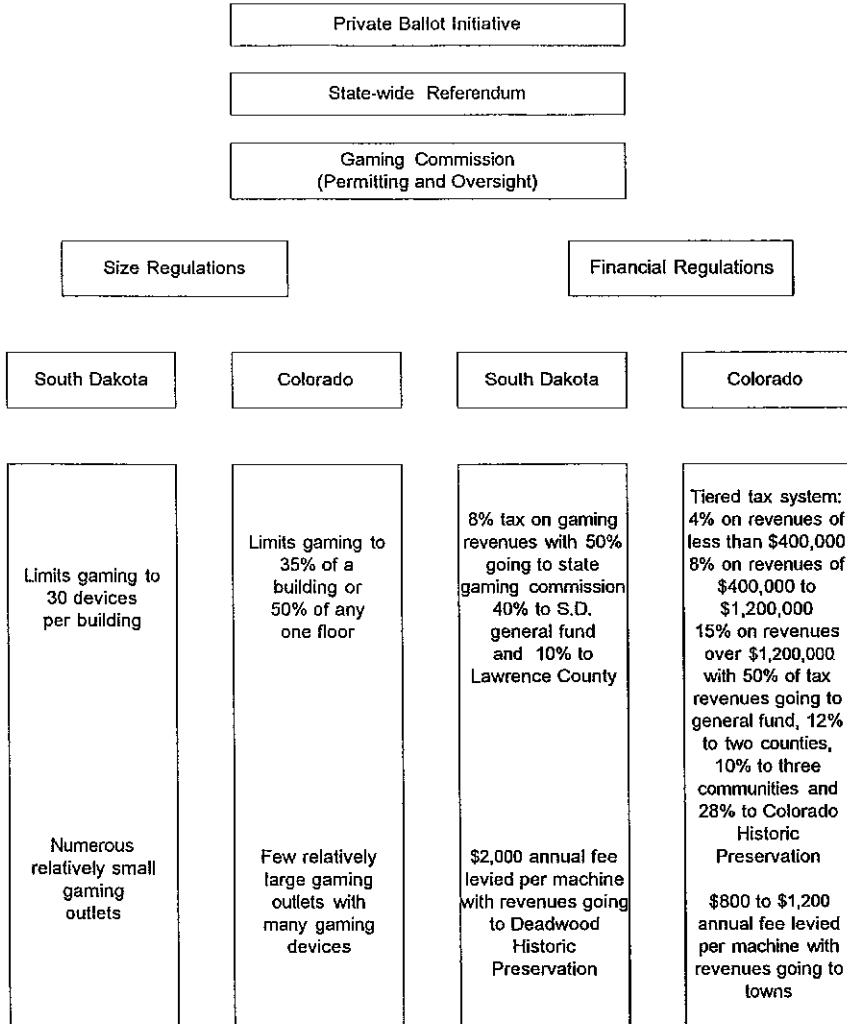 Private Ballot Initiative
State-wide Referendum
Gaming Commission
(Permitting and Oversight)
Size Regulations
Financial Regulations
South Dakota
Colorado
South Dakota
Colorado
Limits gaming to
30 devices
per building
Numerous
relatively small
gaming
outlets
Limits gaming to
35% of a
building or
50% of any
one floor
Few relatively
large gaming
outlets with
many gaming
devices
8% tax on gaming
revenues with 50%
going to state
gaming commission
40% to S.D.
general fund
and 10% to
Lawrence County
$2,000 annual fee
levied per machine
with revenues going
to Deadwood
Historic
Preservation
Tiered tax system:
4% on revenues of
less than $400,000
8% on revenues of
$400,000 to
$1,200,000
15% on revenues
over $1,200,000
with 50% of tax
revenues going to
general fund, 12%
to two counties,
10% to three
communities and
28% to Colorado
Historic
Preservation
$800 to $1,200
annual fee levied
per machine with
revenues going to
towns